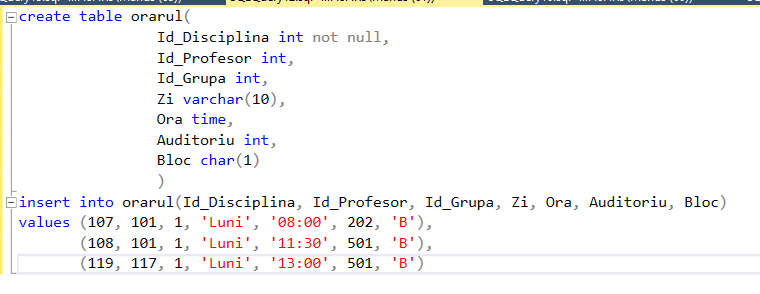 create table orarul(
Id_Disciplina int not null,
Id_Profesor int,
Id_Grupa int,
Zi varchar(10),
Ora time,
Auditoriu int,
Bloc char(1)
)
insert into orarul(Id_Disciplina, Id_Profesor, Id_Grupa, Zi, Ora, Auditoriu, Bloc)
values (107, 101, 1, 'Luni', '08:00', 202, 'B'),
(108, 101, 1, 'Luni', '11:30', 501, 'B'),
(119, 117, 1, 'Luni', '13:00', 501, 'B')